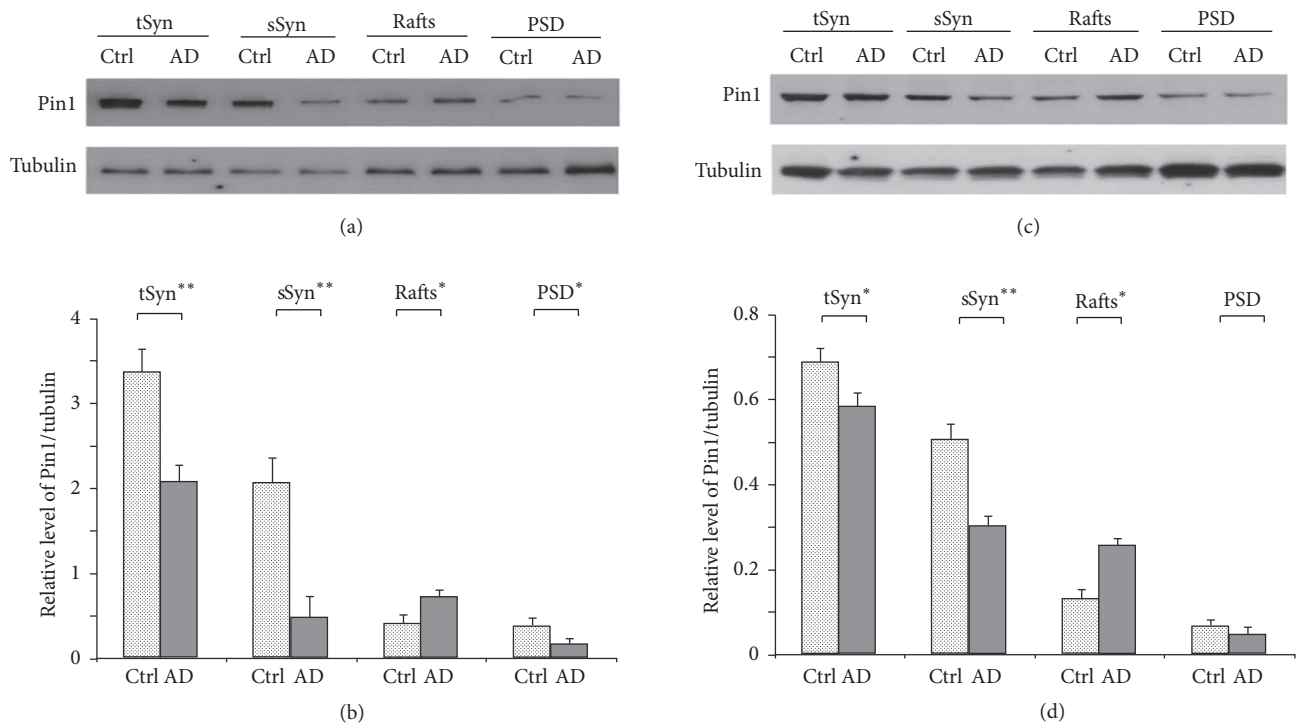 tSyn sSyn Rafts PSD
Ctrl AD Ctrl AD Ctrl AD Ctrl AD
Pin1
Tubulin
(a)
tSyn** sSyn** Rafts* PSD*
Relative level of Pin1/tubulin
4
3
2
1
0
Ctrl AD Ctrl AD Ctrl AD Ctrl AD
(b)
tSyn sSyn Rafts PSD
Ctrl AD Ctrl AD Ctrl AD Ctrl AD
Pin1
Tubulin
(c)
tSyn* sSyn** Rafts* PSD
Relative level of Pin1/tubulin
0.8
0.6
0.4
0.2
0
Ctrl AD Ctrl AD Ctrl AD Ctrl AD
(d)